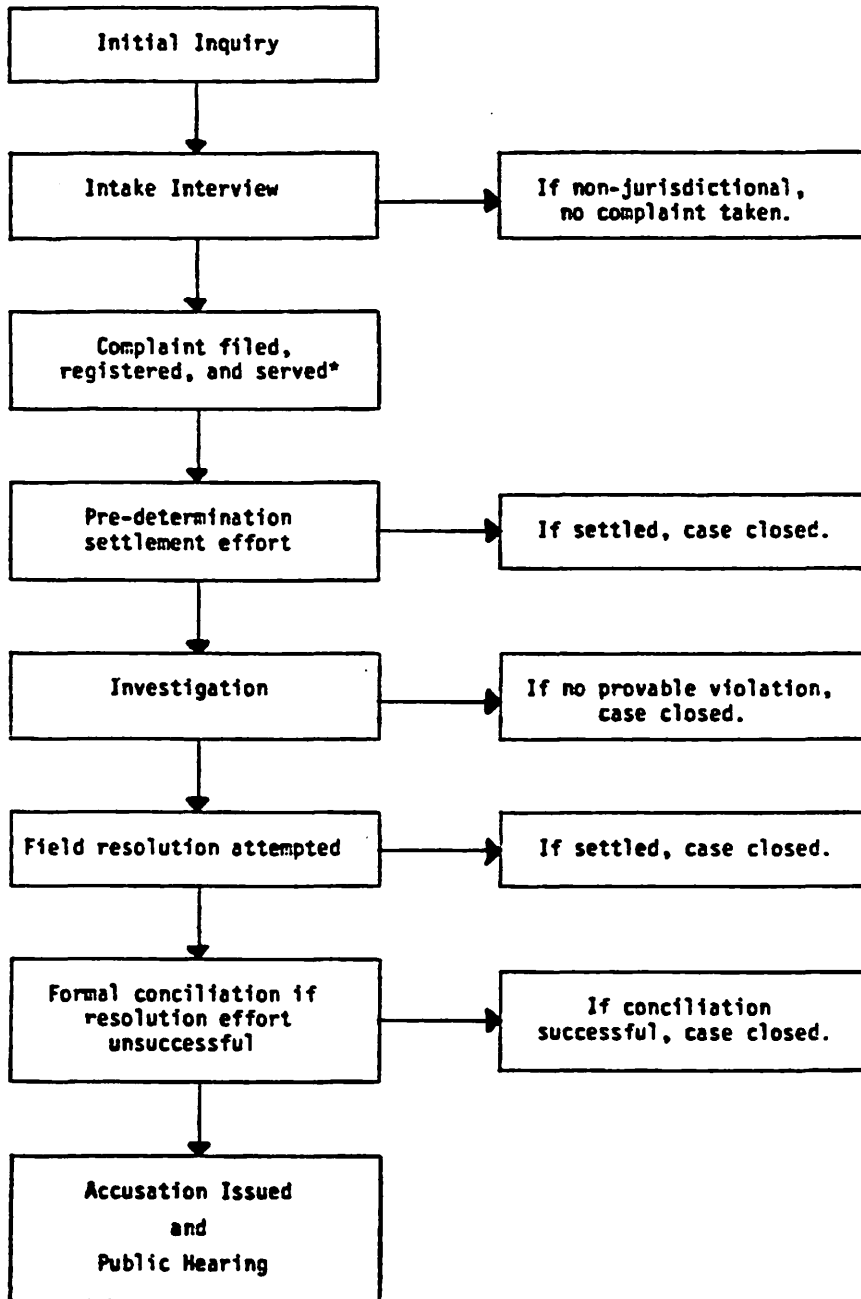 Initial Inquiry
Intake Interview
If non-jurisdictional,
no complaint taken.
Complaint filed,
registered, and served*
Pre-determination
settlement effort
If settled, case closed.
Investigation
If no provable violation,
case closed.
Field resolution attempted
If settled, case closed.
Formal conciliation if
resolution effort
unsuccessful
If conciliation
successful, case closed.
Accusation Issued
and
Public Hearing